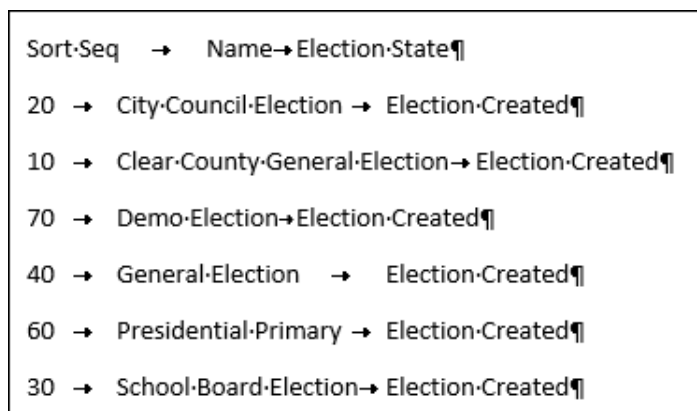 Sort·Seq → Name→Election·State¶
20 → City·Council·Election → Election·Created¶
10 → Clear·County·General·Election→Election·Created¶
70 → Demo·Election→Election·Created¶
40 → General·Election → Election·Created¶
60 → Presidential·Primary → Election·Created¶
30 → School·Board·Election→Election·Created¶